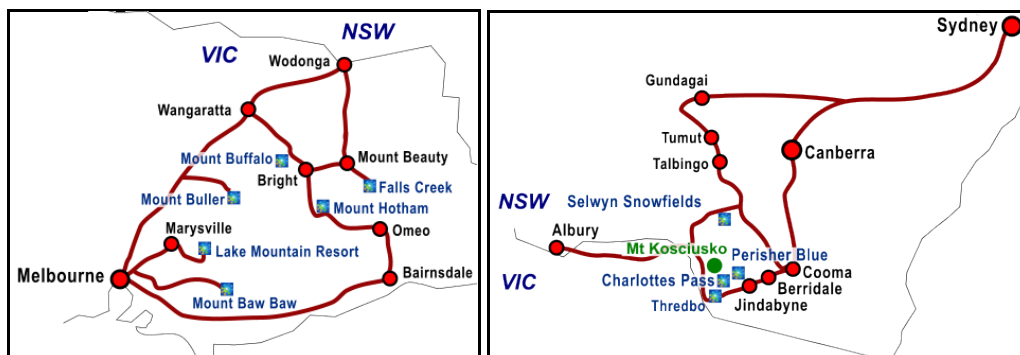 NSW
VIC
Wodonga
Wangaratta
Mount Buffalo
Mount Beauty
Bright
Falls Creek
Mount Buller
Mount Hotham
Marysville
Omeo
Lake Mountain Resort
Melbourne
Bairnsdale
Mount Baw Baw
Sydney
Gundagai
Tumut
Canberra
Talbingo
NSW
Selwyn Snowfields
Albury
Mt Kosciusko
Perisher Blue
VIC
Charlottes Pass
Cooma
Berridale
Thredbo
Jindabyne